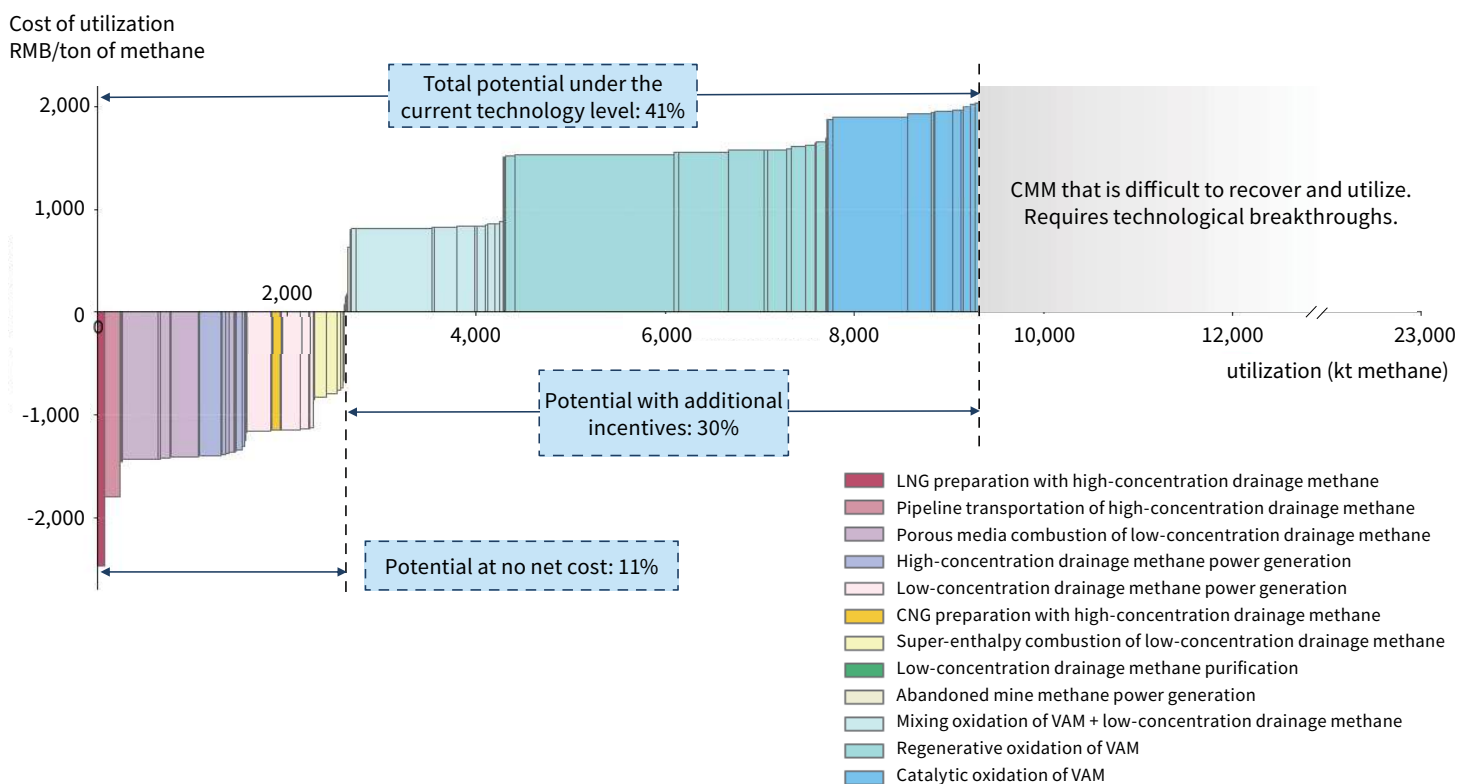 Cost of utilization
RMB/ton of methane
Total potential under the
current technology level: 41%
2,000
1,000
0
-1,000
-2,000
CMM that is difficult to recover and utilize.
Requires technological breakthroughs.
0
2,000
4,000
6,000
8,000
10,000
12,000
23,000
utilization (kt methane)
Potential with additional
incentives: 30%
Potential at no net cost: 11%
LNG preparation with high-concentration drainage methane
Pipeline transportation of high-concentration drainage methane
Porous media combustion of low-concentration drainage methane
High-concentration drainage methane power generation
Low-concentration drainage methane power generation
CNG preparation with high-concentration drainage methane
Super-enthalpy combustion of low-concentration drainage methane
Low-concentration drainage methane purification
Abandoned mine methane power generation
Mixing oxidation of VAM + low-concentration drainage methane
Regenerative oxidation of VAM
Catalytic oxidation of VAM